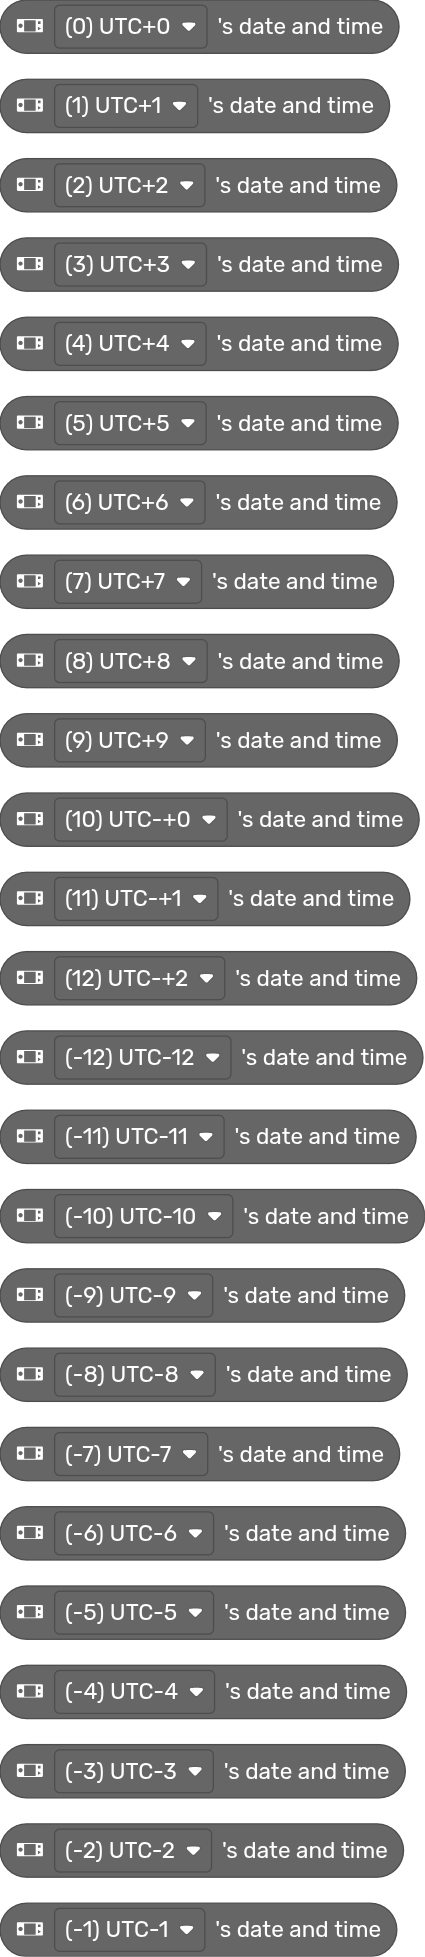 (0) UTC+0 's date and time
(1) UTC+1 's date and time
(2) UTC+2 's date and time
(3) UTC+3 's date and time
(4) UTC+4 's date and time
(5) UTC+5 's date and time
(6) UTC+6 's date and time
(7) UTC+7 's date and time
(8) UTC+8 's date and time
(9) UTC+9 's date and time
(10) UTC-+0 's date and time
(11) UTC-+1 's date and time
(12) UTC-+2 's date and time
(-12) UTC-12 's date and time
(-11) UTC-11 's date and time
(-10) UTC-10 's date and time
(-9) UTC-9 's date and time
(-8) UTC-8 's date and time
(-7) UTC-7 's date and time
(-6) UTC-6 's date and time
(-5) UTC-5 's date and time
(-4) UTC-4 's date and time
(-3) UTC-3 's date and time
(-2) UTC-2 's date and time
(-1) UTC-1 's date and time